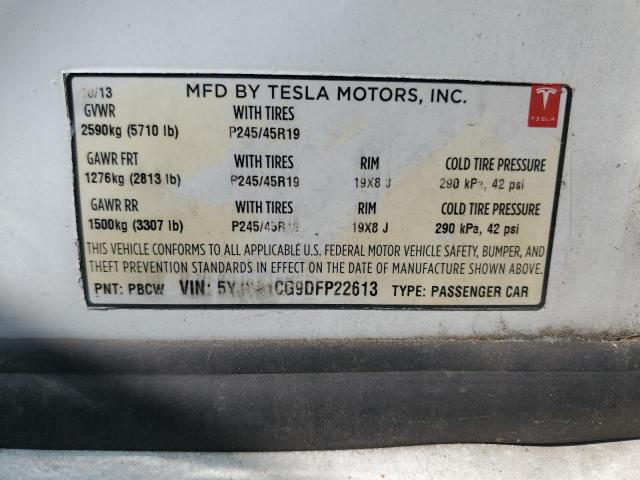 10/13 MFD BY TESLA MOTORS, INC.
GVWR WITH TIRES
2590kg (5710 lb) P245/45R19
TESLA
GAWR FRT WITH TIRES RIM COLD TIRE PRESSURE
1276kg (2813 lb) P245/45R19 19X8 J 290 kPa, 42 psi
GAWR RR WITH TIRES RIM COLD TIRE PRESSURE
1500kg (3307 lb) P245/45R19 19X8 J 290 kPa, 42 psi
THIS VEHICLE CONFORMS TO ALL APPLICABLE U.S. FEDERAL MOTOR VEHICLE SAFETY, BUMPER, AND
THEFT PREVENTION STANDARDS IN EFFECT ON THE DATE OF MANUFACTURE SHOWN ABOVE.
PNT: PBCW VIN: TYPE: PASSENGER CAR